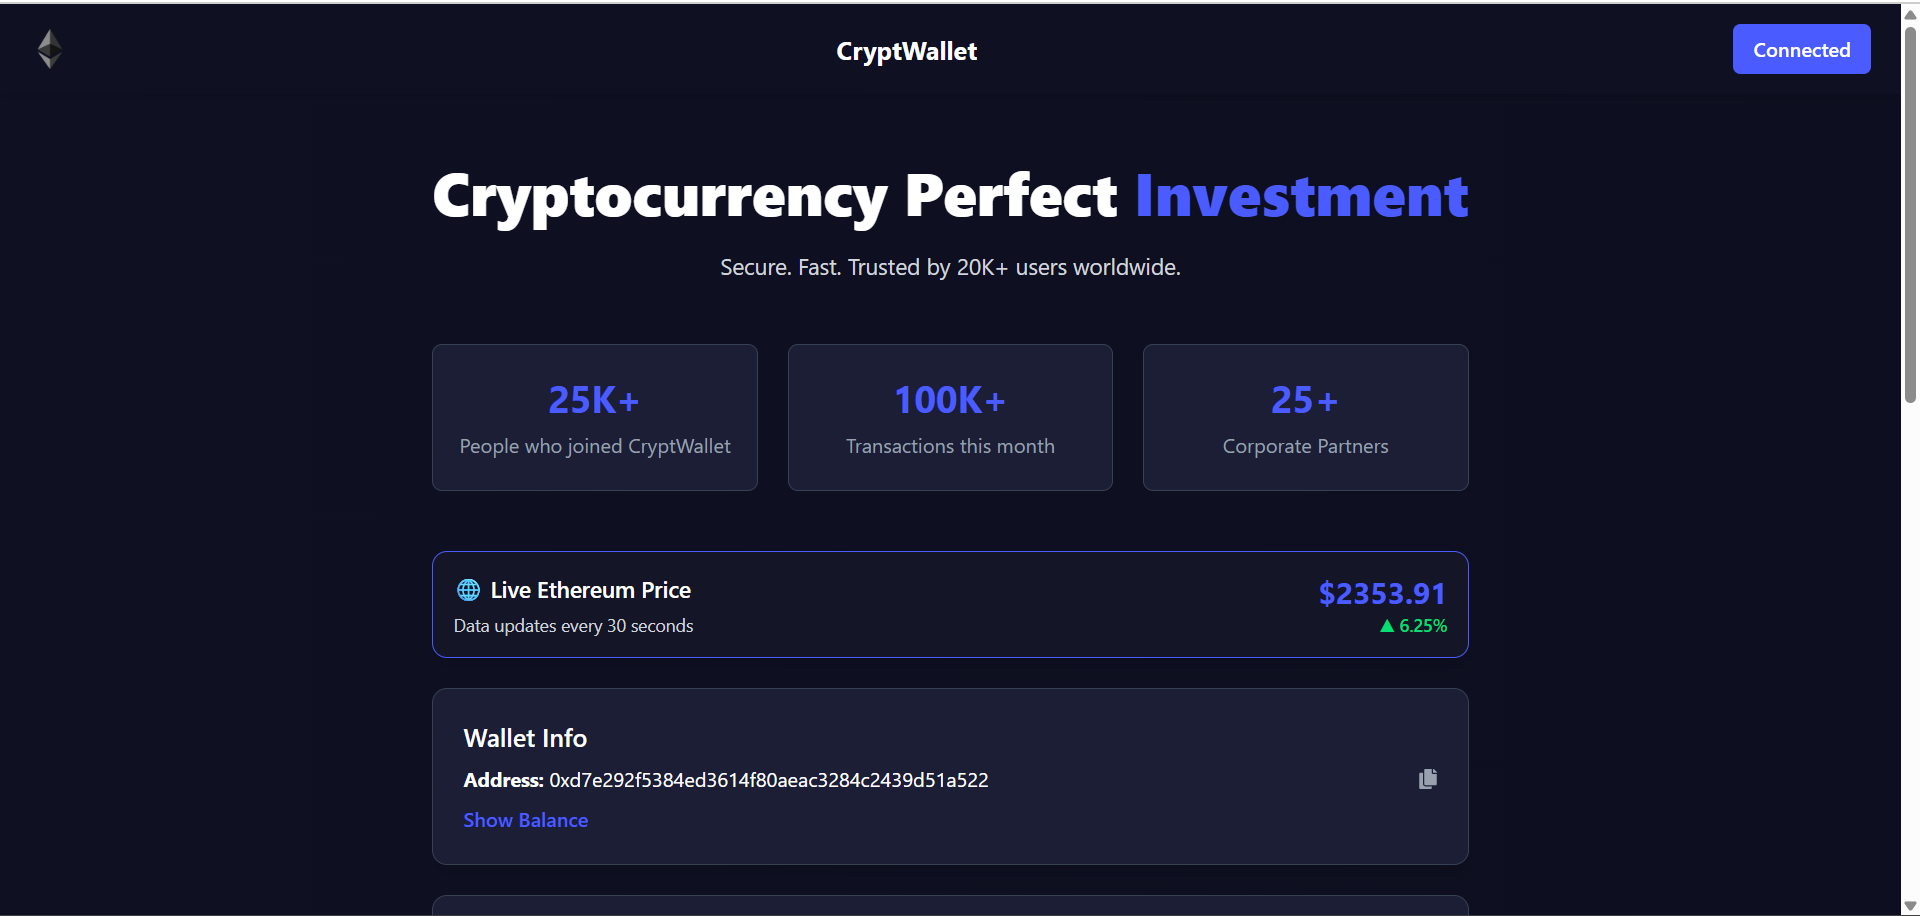 CryptWallet
Connected
Cryptocurrency Perfect Investment
Secure. Fast. Trusted by 20K+ users worldwide.
25K+
People who joined CryptWallet
100K+
Transactions this month
25+
Corporate Partners
Live Ethereum Price
Data updates every 30 seconds
$2353.91
▲ 6.25%
Wallet Info
Address: 0xd7e292f5384ed3614f80aeac3284c2439d51a522
Show Balance